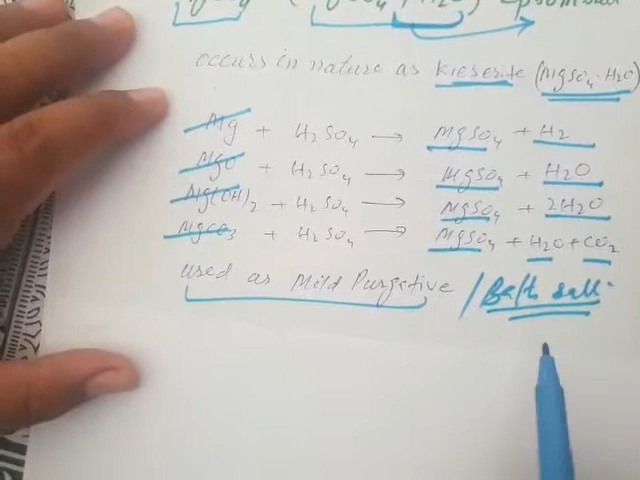 occurs in nature as Kieserite (MgSO4·H2O)
Mg + H2SO4 → MgSO4 + H2
MgO + H2SO4 → MgSO4 + H2O
Mg(OH)2 + H2SO4 → MgSO4 + 2H2O
MgCO3 + H2SO4 → MgSO4 + H2O + CO2
used as Mild Purgative / Bath salt.